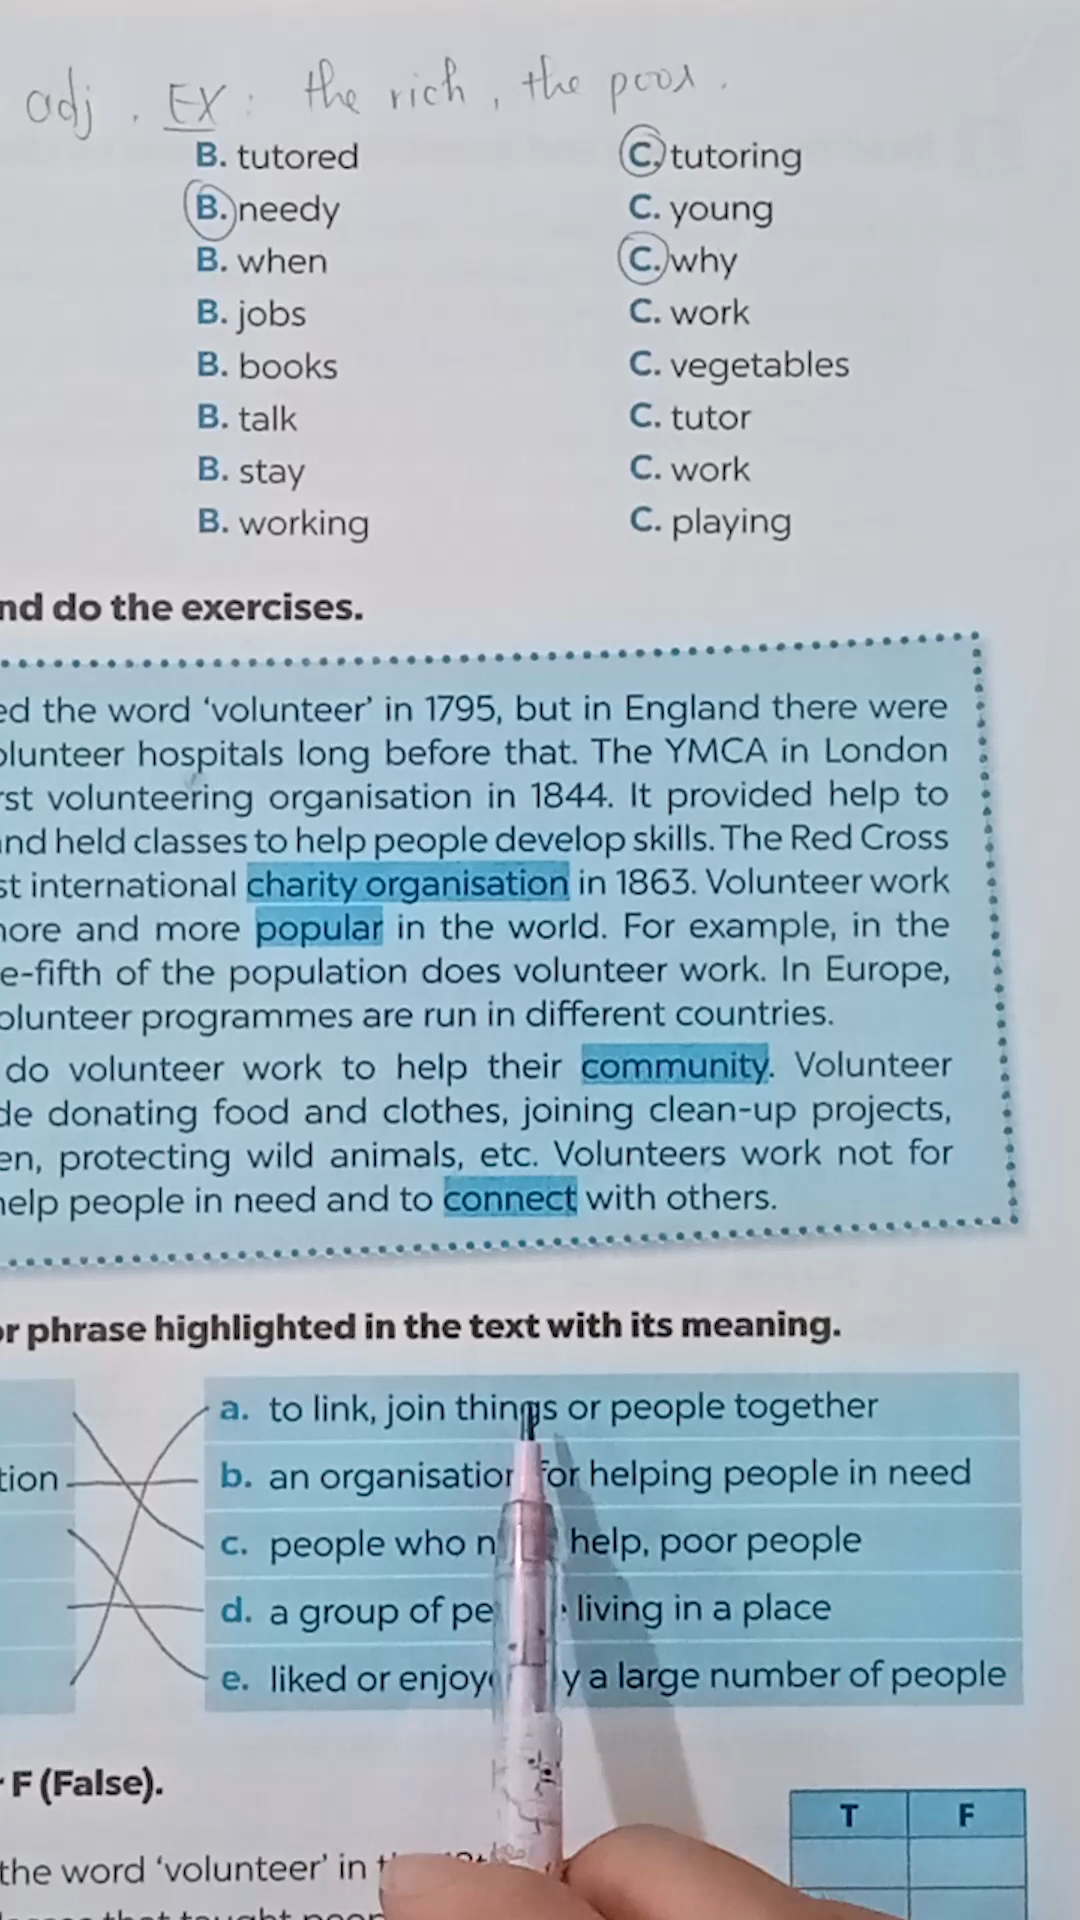 adj. EX: the rich, the poor.
B. tutored C. tutoring
B. needy C. young
B. when C. why
B. jobs C. work
B. books C. vegetables
B. talk C. tutor
B. stay C. work
B. working C. playing
nd do the exercises.
ed the word ‘volunteer’ in 1795, but in England there were
olunteer hospitals long before that. The YMCA in London
rst volunteering organisation in 1844. It provided help to
and held classes to help people develop skills. The Red Cross
st international charity organisation in 1863. Volunteer work
more and more popular in the world. For example, in the
e-fifth of the population does volunteer work. In Europe,
olunteer programmes are run in different countries.
do volunteer work to help their community. Volunteer
de donating food and clothes, joining clean-up projects,
en, protecting wild animals, etc. Volunteers work not for
help people in need and to connect with others.
or phrase highlighted in the text with its meaning.
a. to link, join things or people together
tion b. an organisation for helping people in need
c. people who n help, poor people
d. a group of pe living in a place
e. liked or enjoye y a large number of people
F (False).
T F
the word ‘volunteer’ in